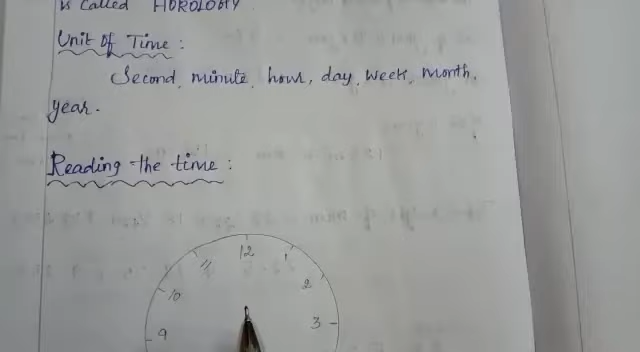 is called HOROLOGY.
Unit Of Time :
Second, minute, hour, day, week, month,
year.
Reading the time :
12
11
1
10
2
9
3